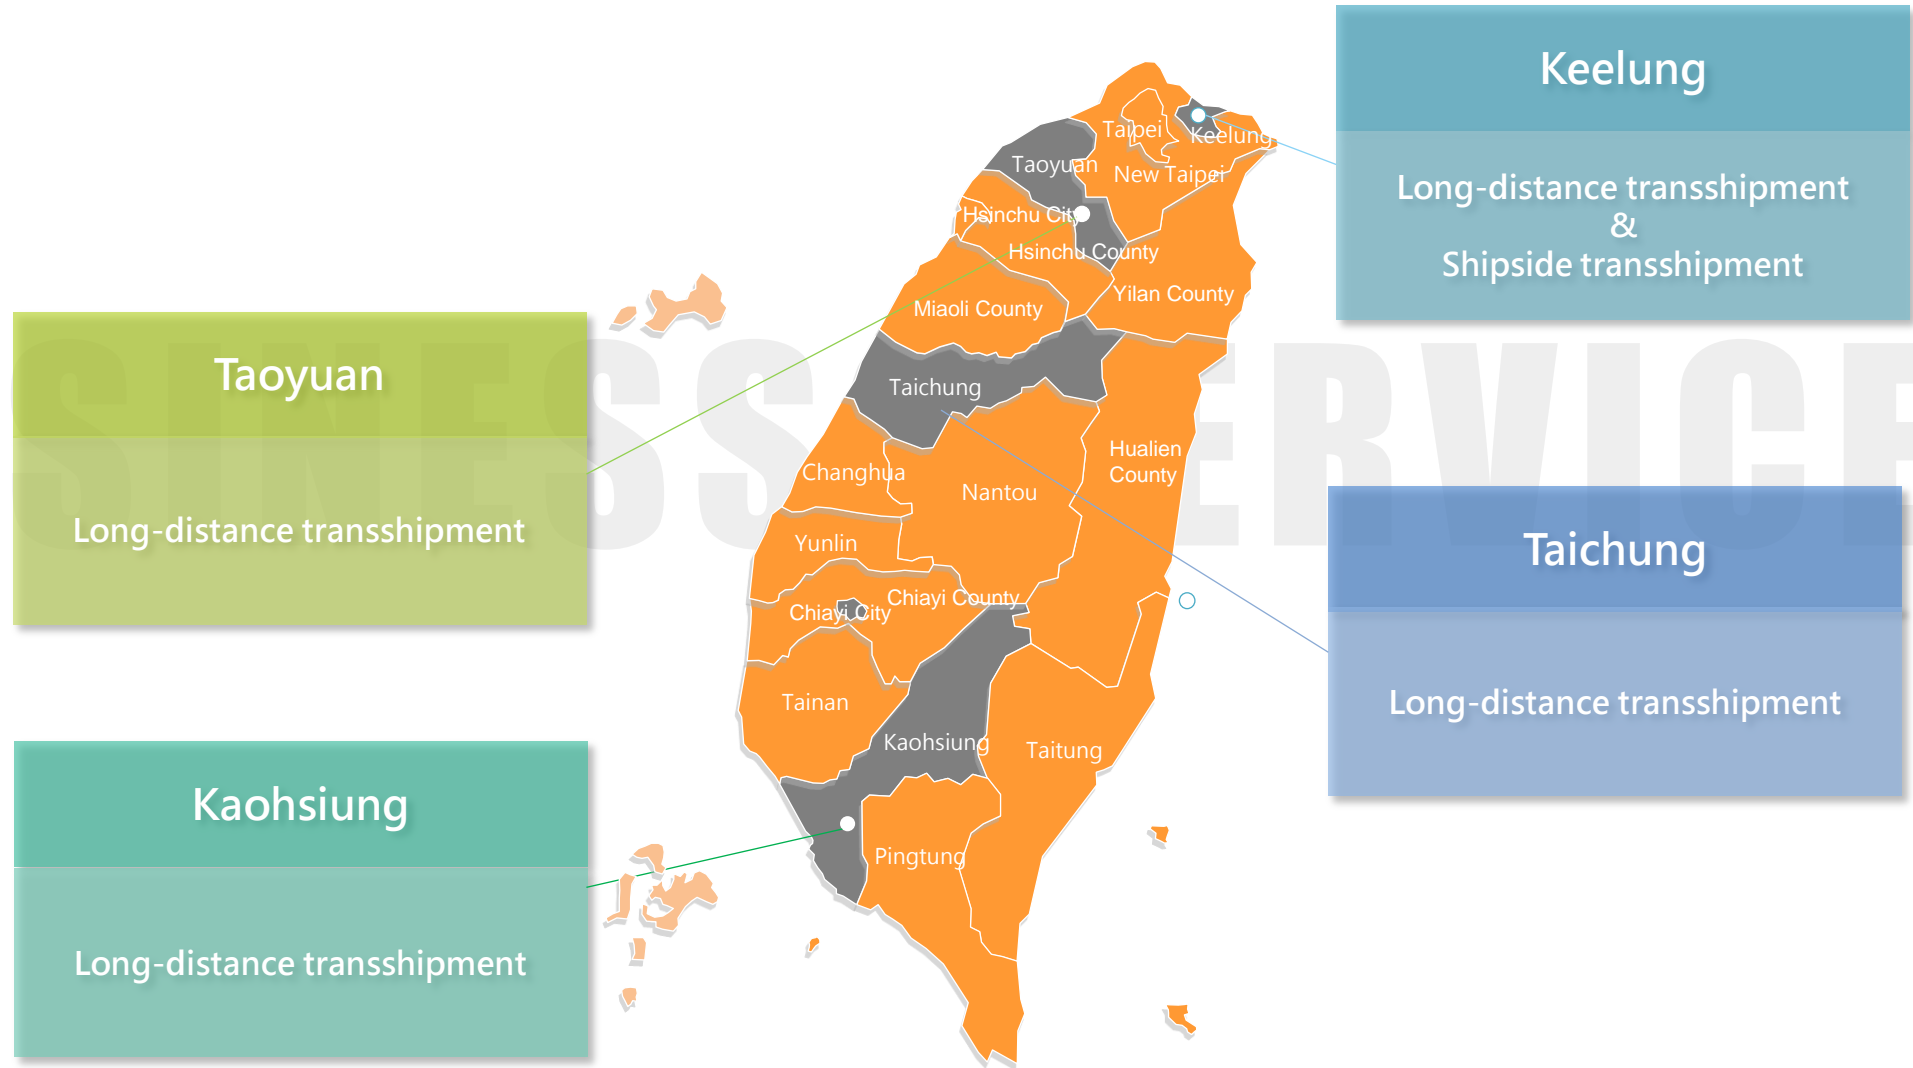 Keelung
Long-distance transshipment
&
Shipside transshipment
Taoyuan
Long-distance transshipment
Taichung
Long-distance transshipment
Kaohsiung
Long-distance transshipment
Taipei
Keelung
Taoyuan
New Taipei
Hsinchu City
Hsinchu County
Yilan County
Miaoli County
Taichung
Hualien
County
Changhua
Nantou
Yunlin
Chiayi County
Chiayi City
Tainan
Kaohsiung
Taitung
Pingtung